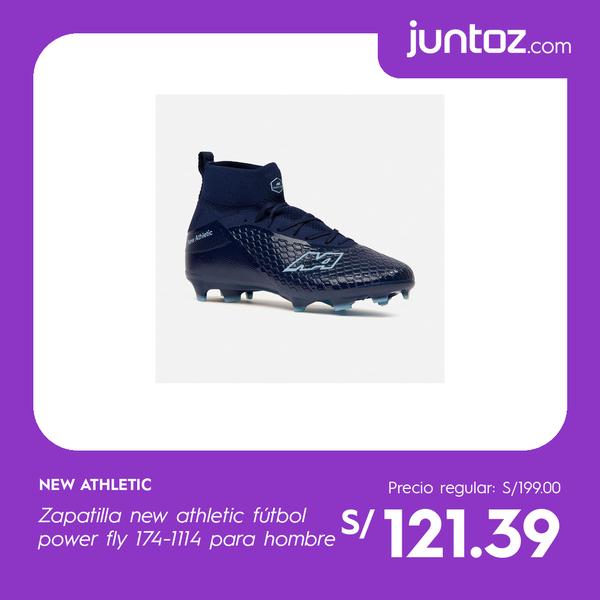 juntoz.com
New Athletic
NEW ATHLETIC
Precio regular: S/199.00
Zapatilla new athletic fútbol
power fly 174-1114 para hombre
S/ 121.39